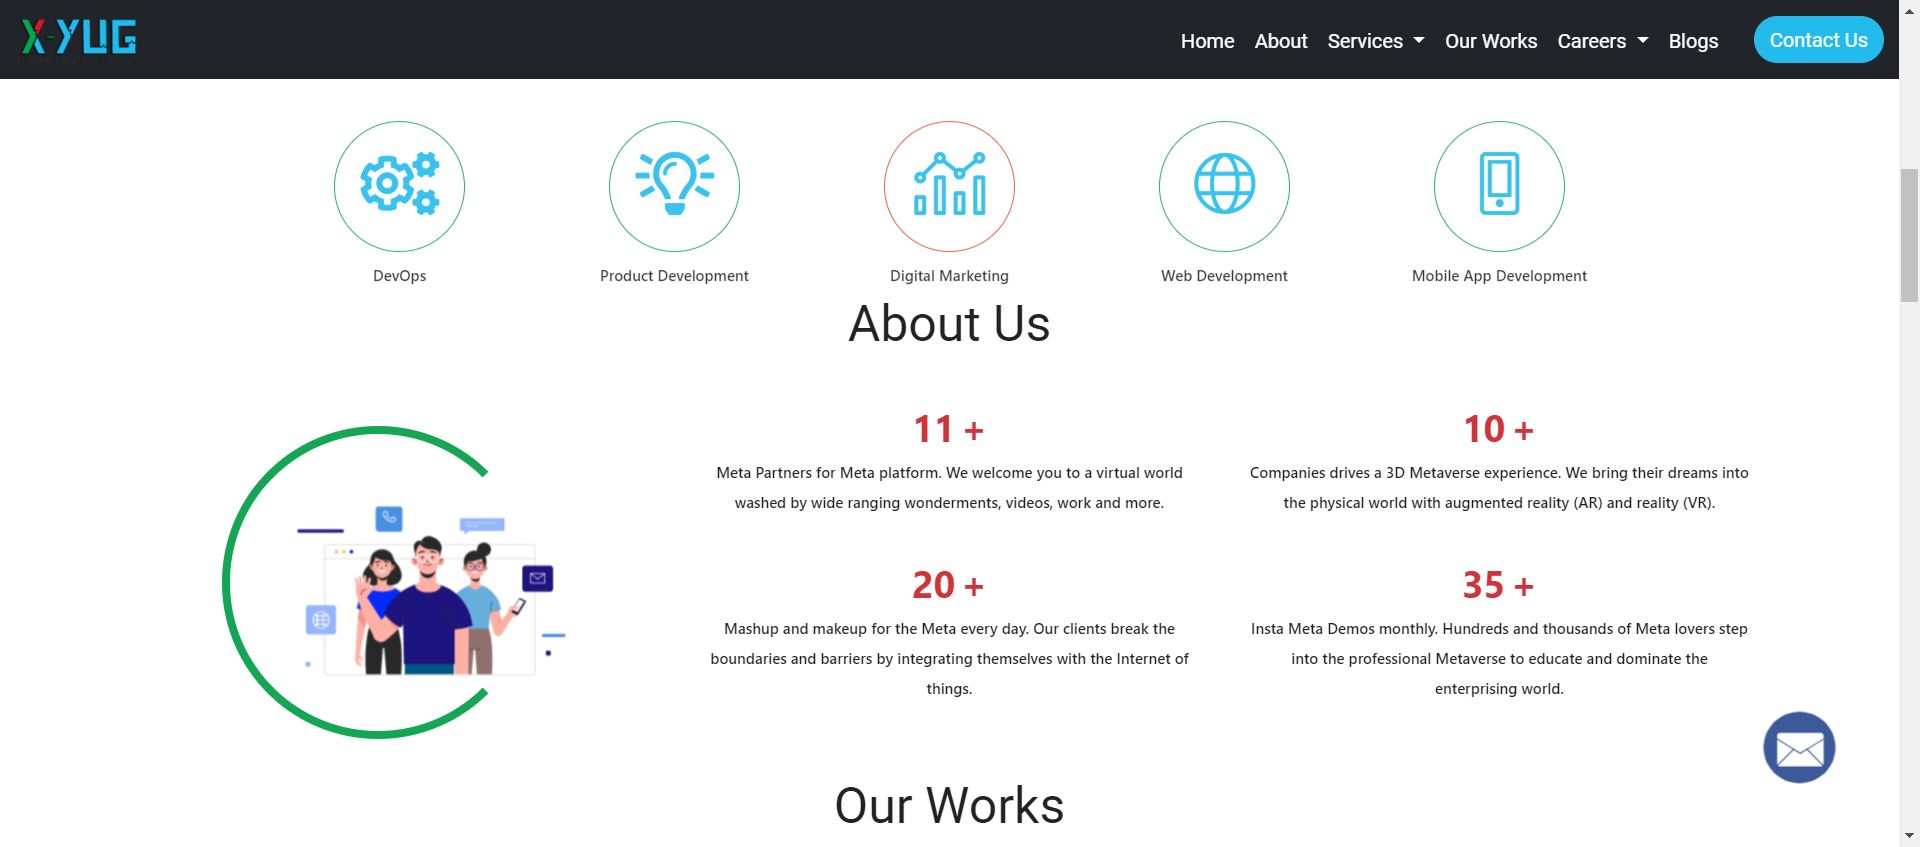 X-YUG
Home About Services Our Works Careers Blogs Contact Us
DevOps Product Development Digital Marketing Web Development Mobile App Development
About Us
11 +
Meta Partners for Meta platform. We welcome you to a virtual world
washed by wide ranging wonderments, videos, work and more.
10 +
Companies drives a 3D Metaverse experience. We bring their dreams into
the physical world with augmented reality (AR) and reality (VR).
20 +
Mashup and makeup for the Meta every day. Our clients break the
boundaries and barriers by integrating themselves with the Internet of
things.
35 +
Insta Meta Demos monthly. Hundreds and thousands of Meta lovers step
into the professional Metaverse to educate and dominate the
enterprising world.
Our Works